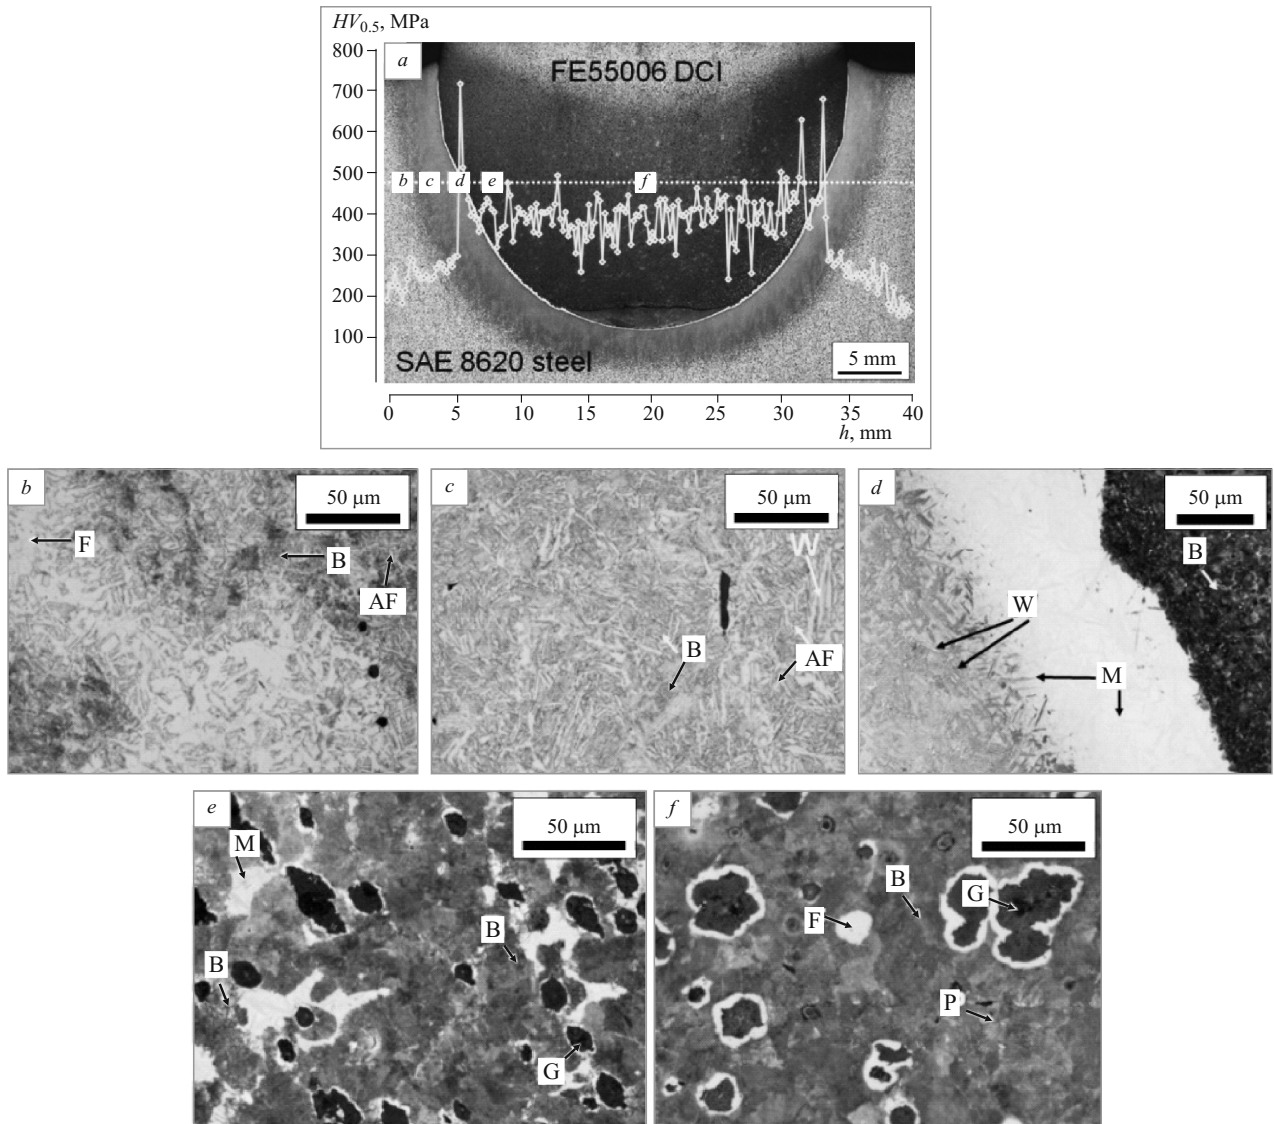 HV0.5, MPa
800
700
600
500
400
300
200
100
a
FE55006 DCI
b c d e f
SAE 8620 steel
5 mm
0 5 10 15 20 25 30 35 40
h, mm
b
50 μm
F
B
AF
c
50 μm
W
B
AF
d
50 μm
B
W
M
e
50 μm
M
B
B
G
f
50 μm
B
G
F
P